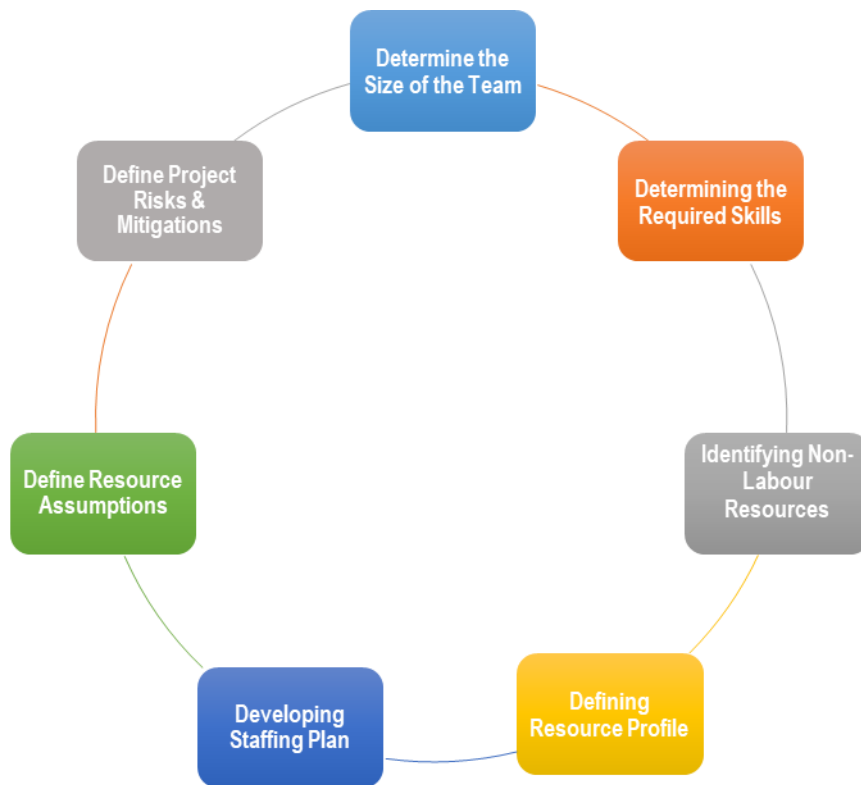 Determine the
Size of the Team
Determining the
Required Skills
Identifying Non-
Labour
Resources
Defining
Resource Profile
Developing
Staffing Plan
Define Resource
Assumptions
Define Project
Risks &
Mitigations